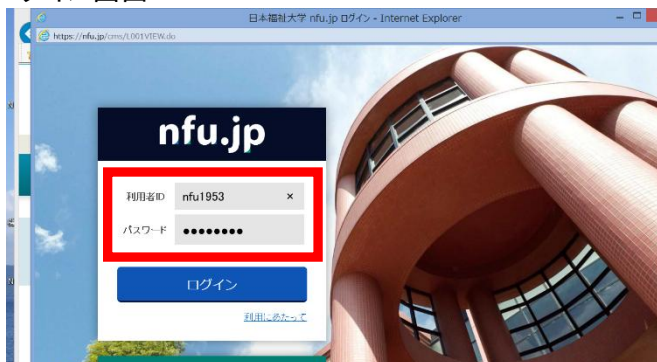 日本福祉大学 nfu.jp ログイン - Internet Explorer
https://nfu.jp/cms/L001VIEW.do
nfu.jp
利用者ID nfu1953 ×
パスワード ●●●●●●●●
ログイン
利用にあたって